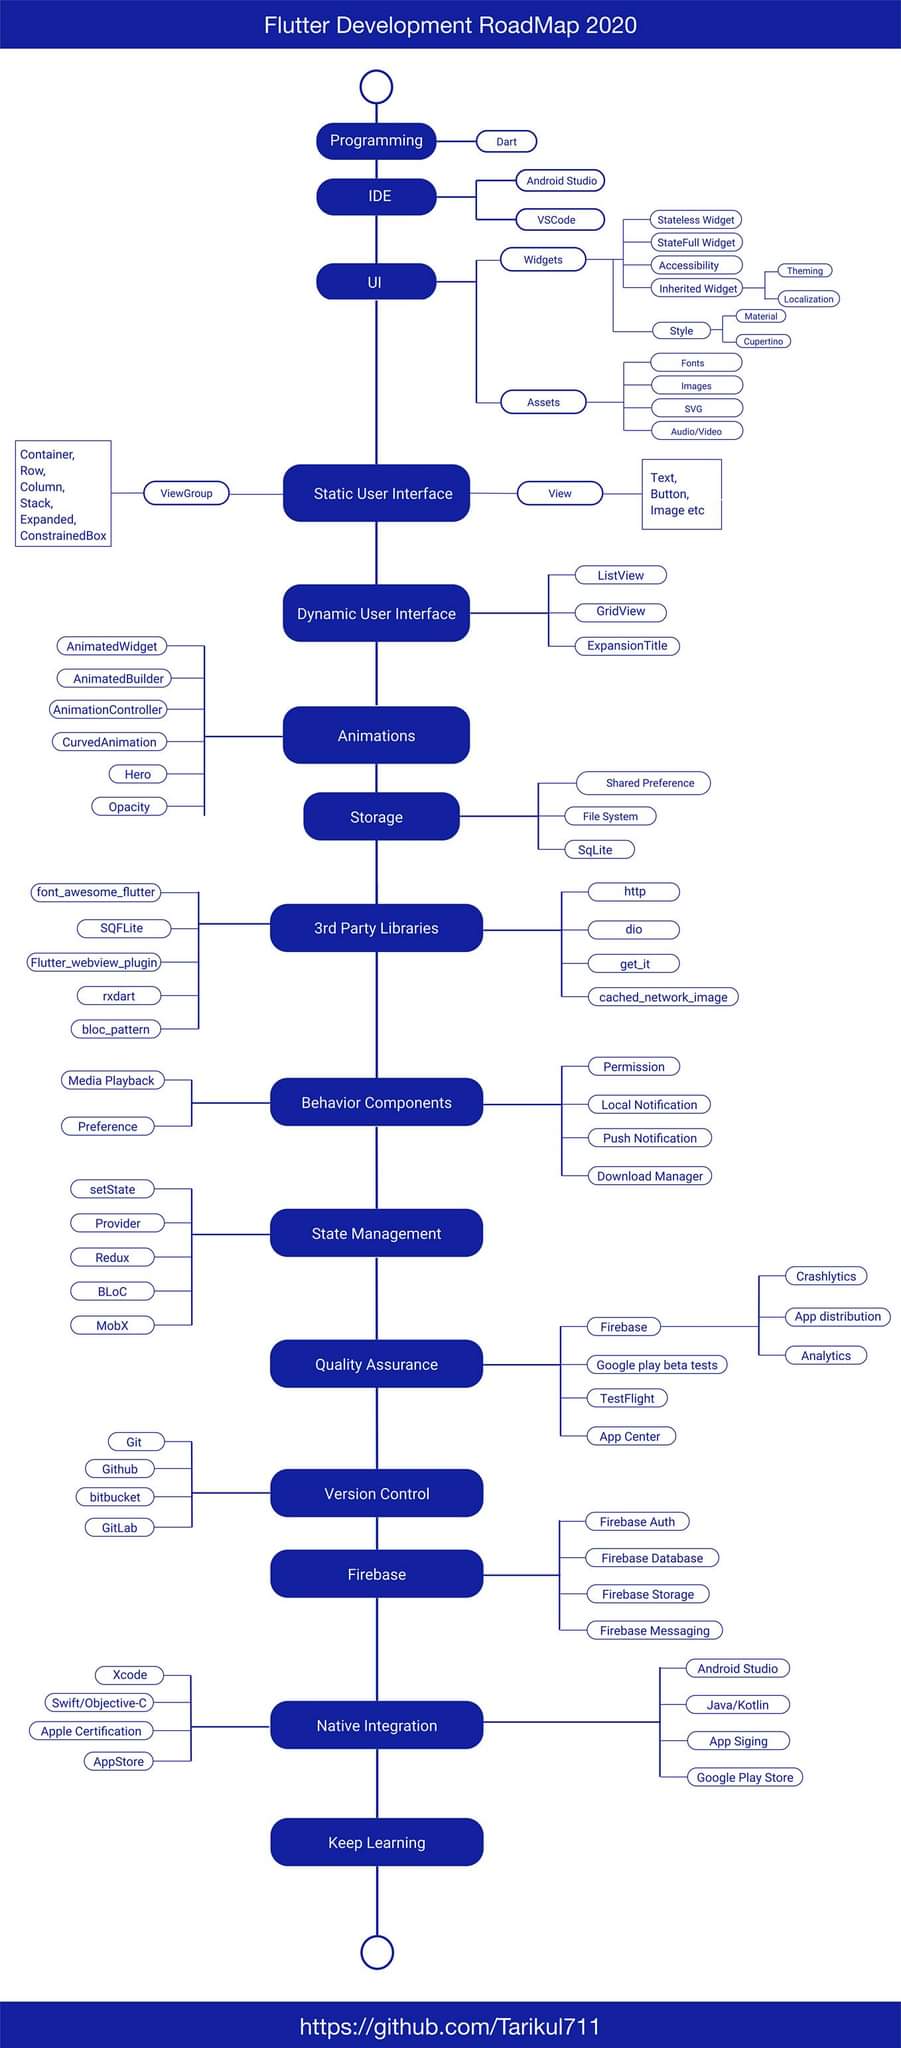 Flutter Development RoadMap 2020
Programming
Dart
IDE
Android Studio
VSCode
UI
Widgets
Stateless Widget
StateFull Widget
Accessibility
Inherited Widget
Theming
Localization
Style
Material
Cupertino
Assets
Fonts
Images
SVG
Audio/Video
Static User Interface
ViewGroup
Container,
Row,
Column,
Stack,
Expanded,
ConstrainedBox
View
Text,
Button,
Image etc
Dynamic User Interface
ListView
GridView
ExpansionTitle
Animations
AnimatedWidget
AnimatedBuilder
AnimationController
CurvedAnimation
Hero
Opacity
Storage
Shared Preference
File System
SqLite
3rd Party Libraries
font_awesome_flutter
SQFLite
Flutter_webview_plugin
rxdart
bloc_pattern
http
dio
get_it
cached_network_image
Behavior Components
Media Playback
Preference
Permission
Local Notification
Push Notification
Download Manager
State Management
setState
Provider
Redux
BLoC
MobX
Quality Assurance
Firebase
Crashlytics
App distribution
Analytics
Google play beta tests
TestFlight
App Center
Version Control
Git
Github
bitbucket
GitLab
Firebase
Firebase Auth
Firebase Database
Firebase Storage
Firebase Messaging
Native Integration
Xcode
Swift/Objective-C
Apple Certification
AppStore
Android Studio
Java/Kotlin
App Siging
Google Play Store
Keep Learning
https://github.com/Tarikul711